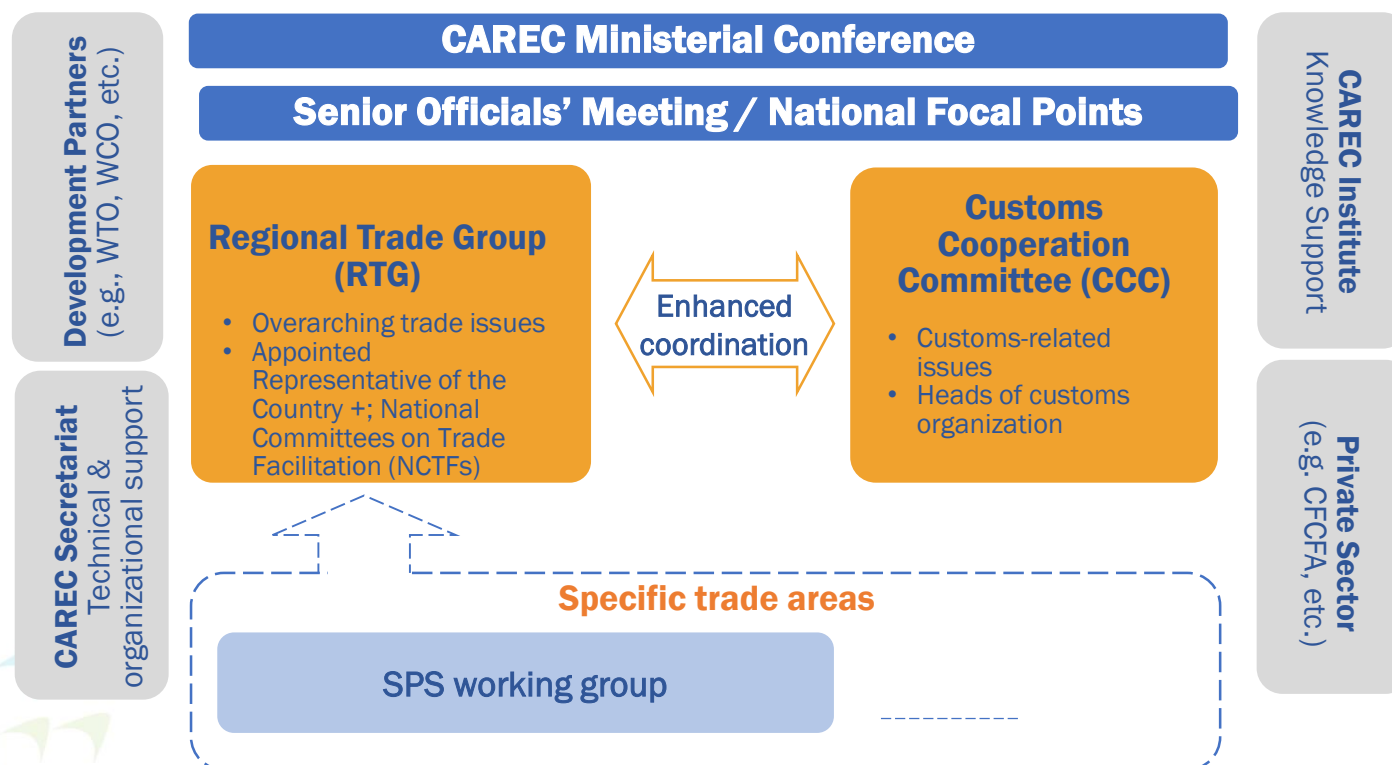 CAREC Ministerial Conference
Senior Officials’ Meeting / National Focal Points
Development Partners
(e.g., WTO, WCO, etc.)
CAREC Secretariat
Technical &
organizational support
Regional Trade Group
(RTG)
• Overarching trade issues
• Appointed
Representative of the
Country +; National
Committees on Trade
Facilitation (NCTFs)
Enhanced
coordination
Customs
Cooperation
Committee (CCC)
• Customs-related
issues
• Heads of customs
organization
CAREC Institute
Knowledge Support
Private Sector
(e.g. CFCFA, etc.)
Specific trade areas
SPS working group